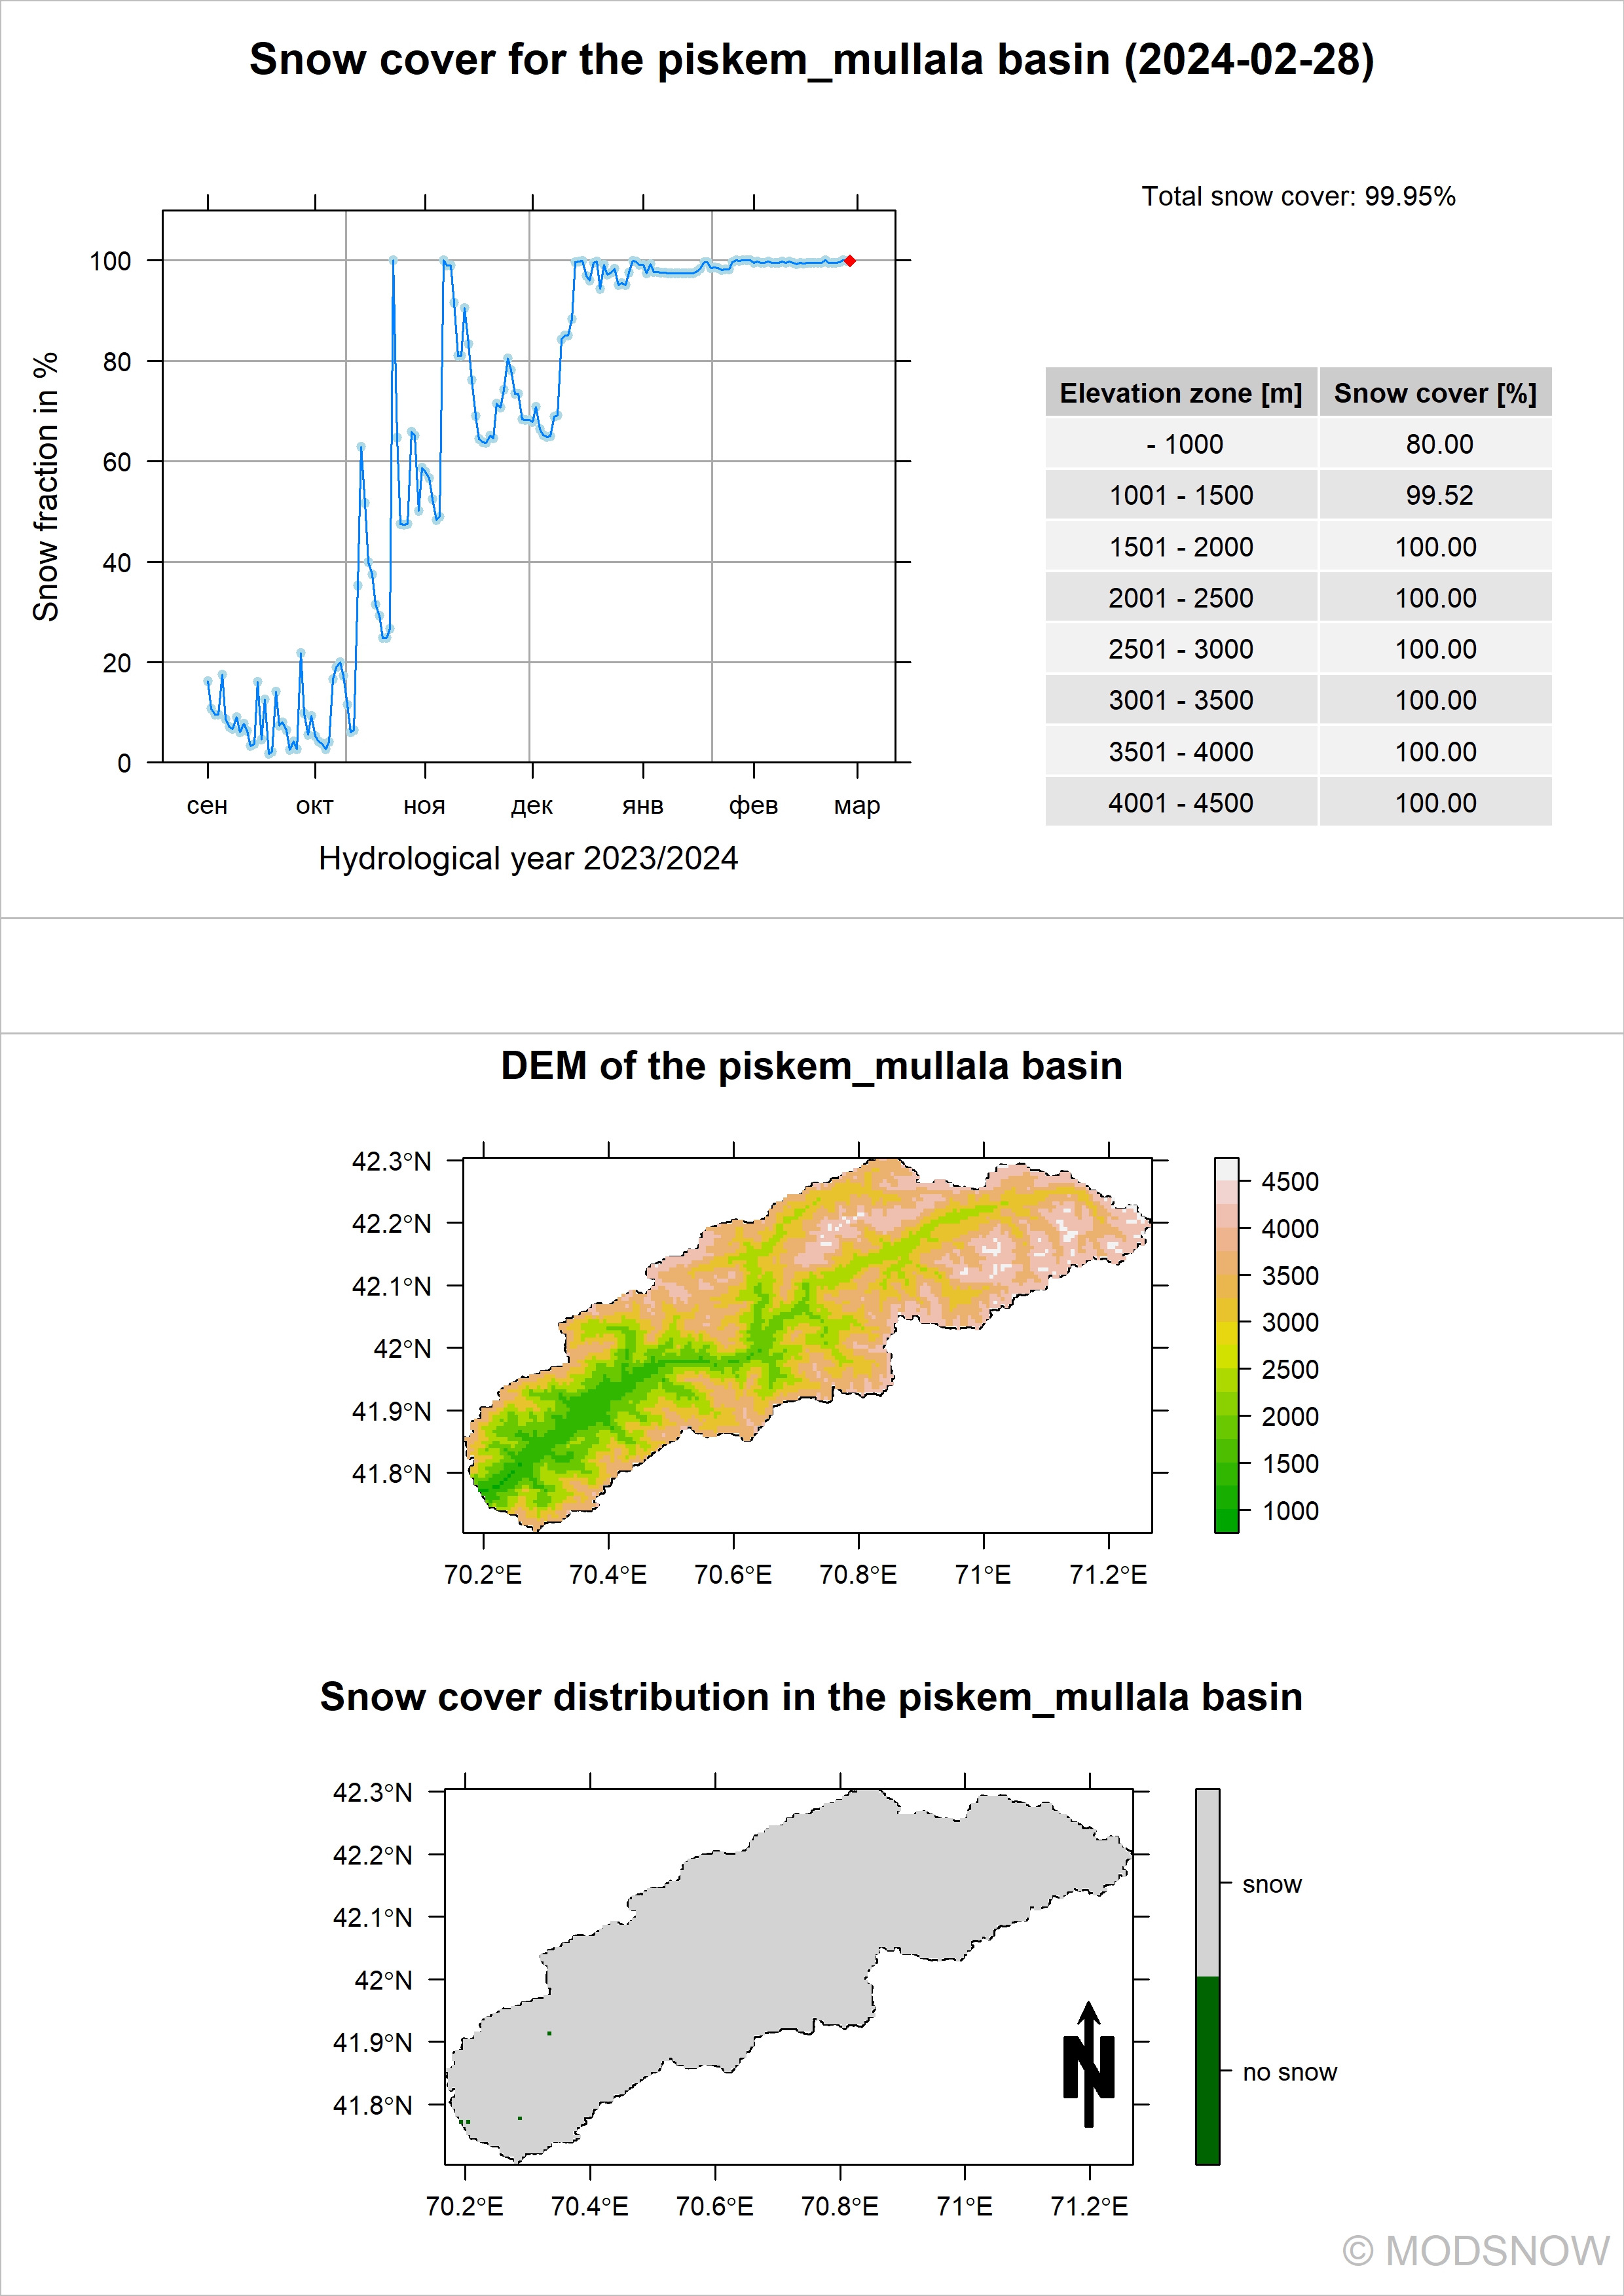 Snow cover for the piskem_mullala basin (2024-02-28)
Total snow cover: 99.95%
Snow fraction in %
100
80
60
40
20
0
сен окт ноя дек янв фев мар
Hydrological year 2023/2024
Elevation zone [m] Snow cover [%]
- 1000 80.00
1001 - 1500 99.52
1501 - 2000 100.00
2001 - 2500 100.00
2501 - 3000 100.00
3001 - 3500 100.00
3501 - 4000 100.00
4001 - 4500 100.00
DEM of the piskem_mullala basin
42.3°N
42.2°N
42.1°N
42°N
41.9°N
41.8°N
70.2°E 70.4°E 70.6°E 70.8°E 71°E 71.2°E
4500
4000
3500
3000
2500
2000
1500
1000
Snow cover distribution in the piskem_mullala basin
42.3°N
42.2°N
42.1°N
42°N
41.9°N
41.8°N
70.2°E 70.4°E 70.6°E 70.8°E 71°E 71.2°E
N
snow
no snow
© MODSNOW